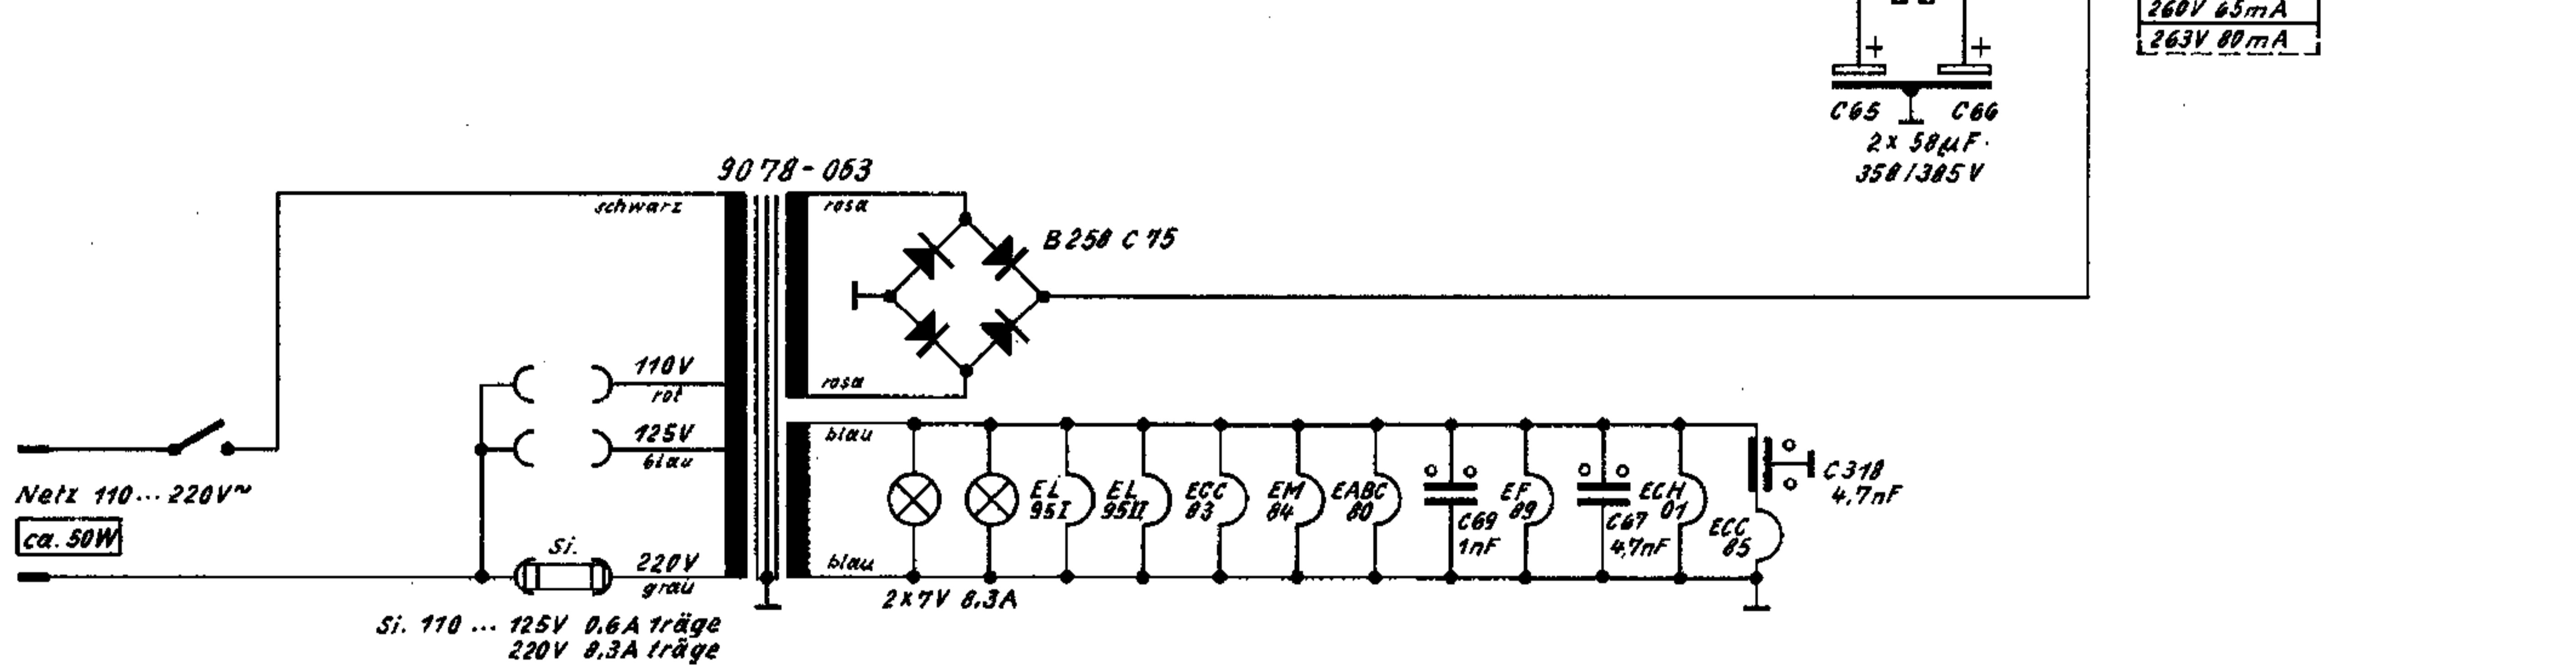 260V 65mA
263V 80mA
+ +
C65 C66
2x 50µF
350/385V
9078-063
schwarz
rosa
B250 C75
110V
rot
rosa
125V
blau
blau
C318
4,7nF
Netz 110...220V~
EL 95I
EL 95II
ECC 83
EM 84
EABC 80
C69
1nF
EF 89
C67
4,7nF
ECH 81
ECC 85
ca. 50W
Si.
220V
grau
blau
2x7V 0,3A
Si. 110 ... 125V 0,6A träge
220V 0,3A träge